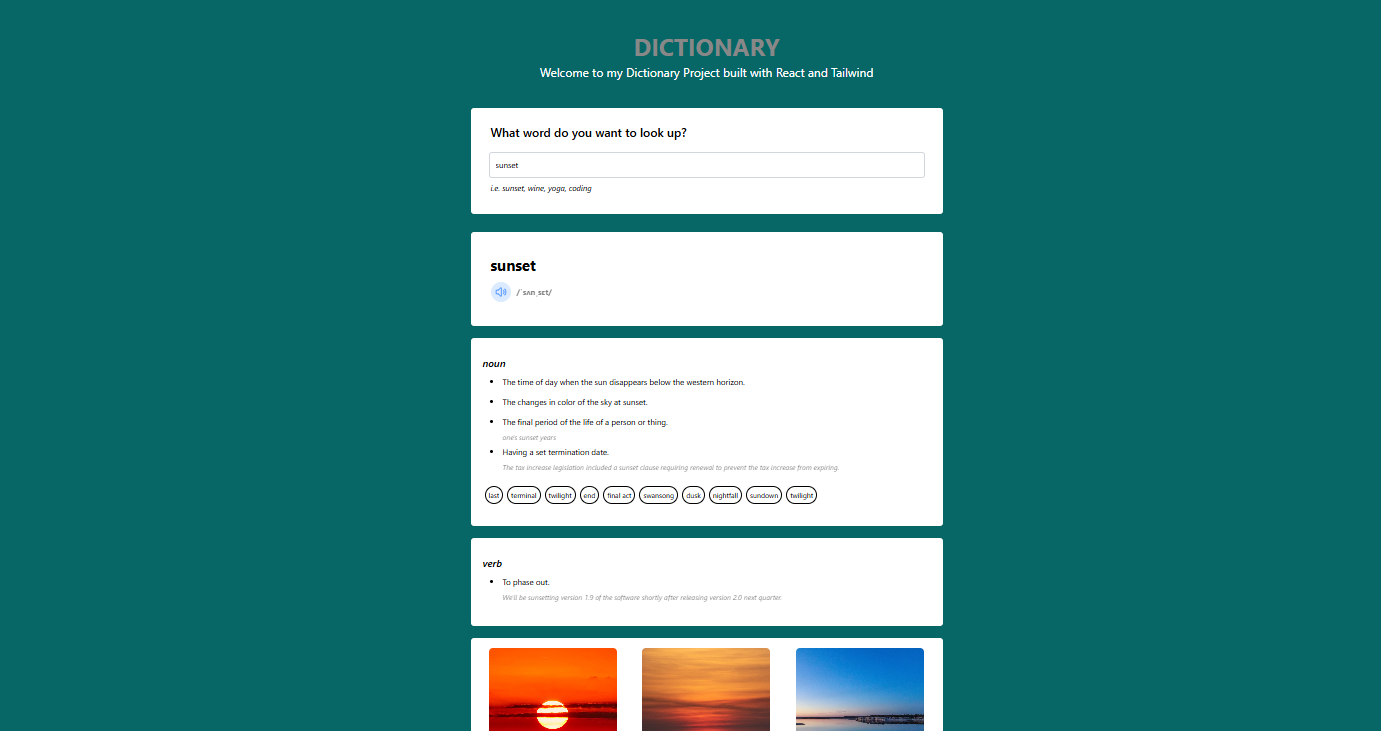 DICTIONARY
Welcome to my Dictionary Project built with React and Tailwind
What word do you want to look up?
sunset
i.e. sunset, wine, yoga, coding
sunset
/ˈsʌnˌsɛt/
noun
The time of day when the sun disappears below the western horizon.
The changes in color of the sky at sunset.
The final period of the life of a person or thing.
one's sunset years
Having a set termination date.
The tax increase legislation included a sunset clause requiring renewal to prevent the tax increase from expiring.
last terminal twilight end final act swansong dusk nightfall sundown twilight
verb
To phase out.
We'll be sunsetting version 1.9 of the software shortly after releasing version 2.0 next quarter.